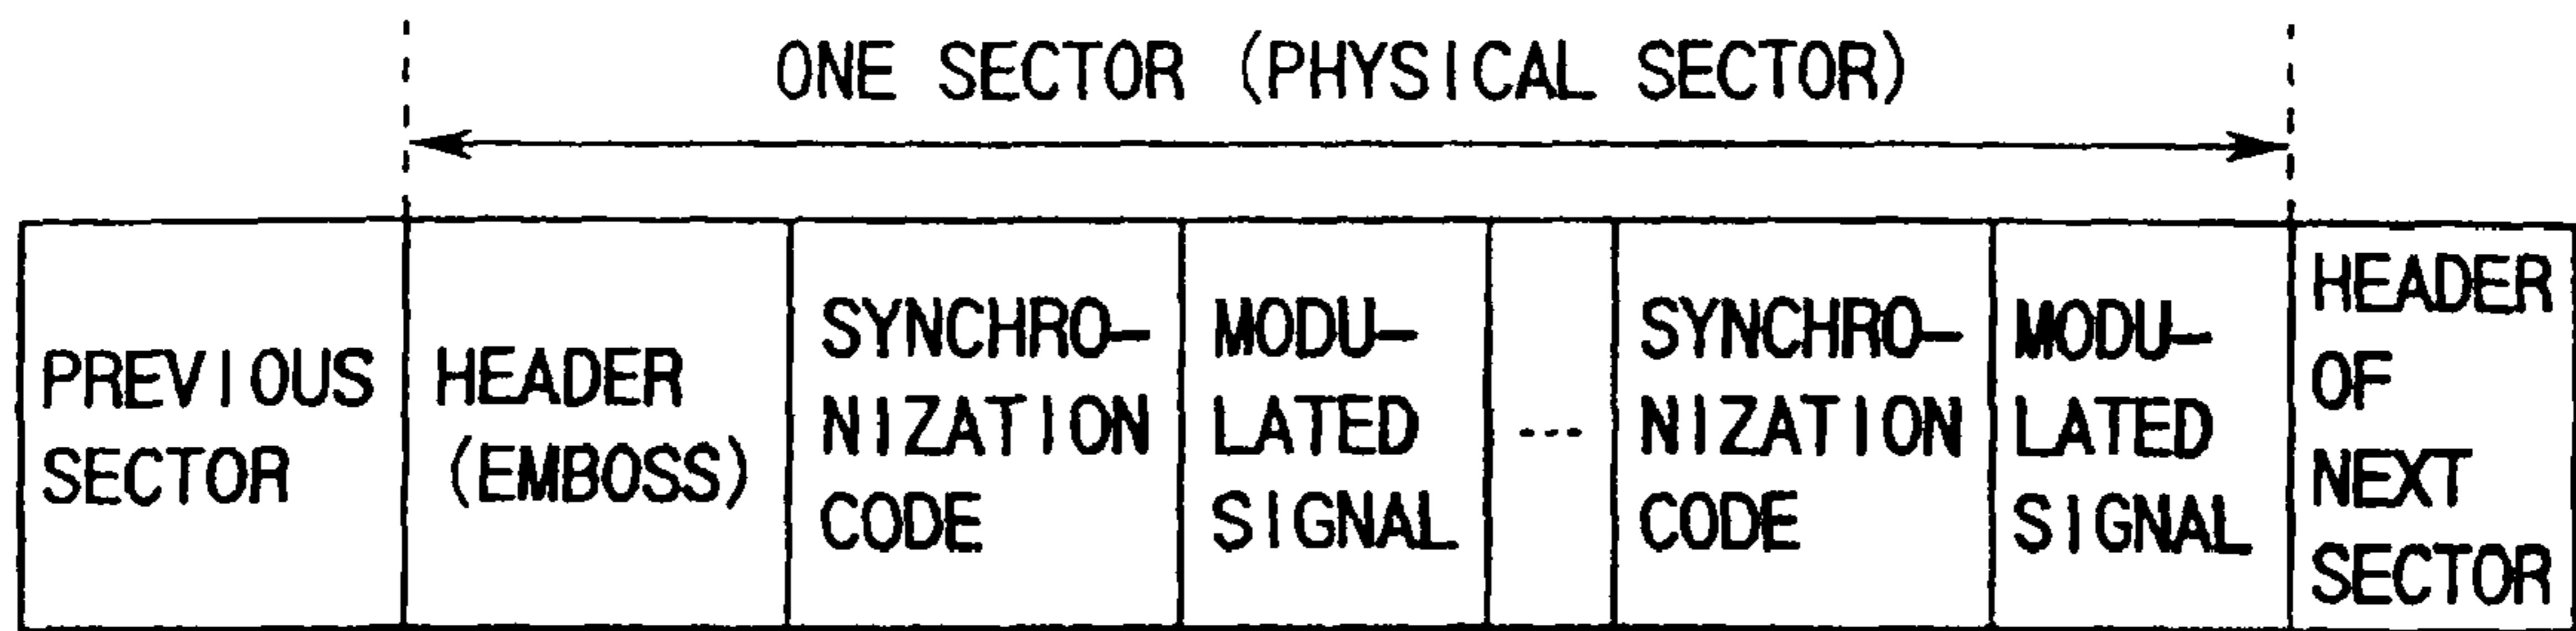 ONE SECTOR (PHYSICAL SECTOR)
PREVIOUS
SECTOR
HEADER
(EMBOSS)
SYNCHRO-
NIZATION
CODE
MODU-
LATED
SIGNAL
---
SYNCHRO-
NIZATION
CODE
MODU-
LATED
SIGNAL
HEADER
OF
NEXT
SECTOR